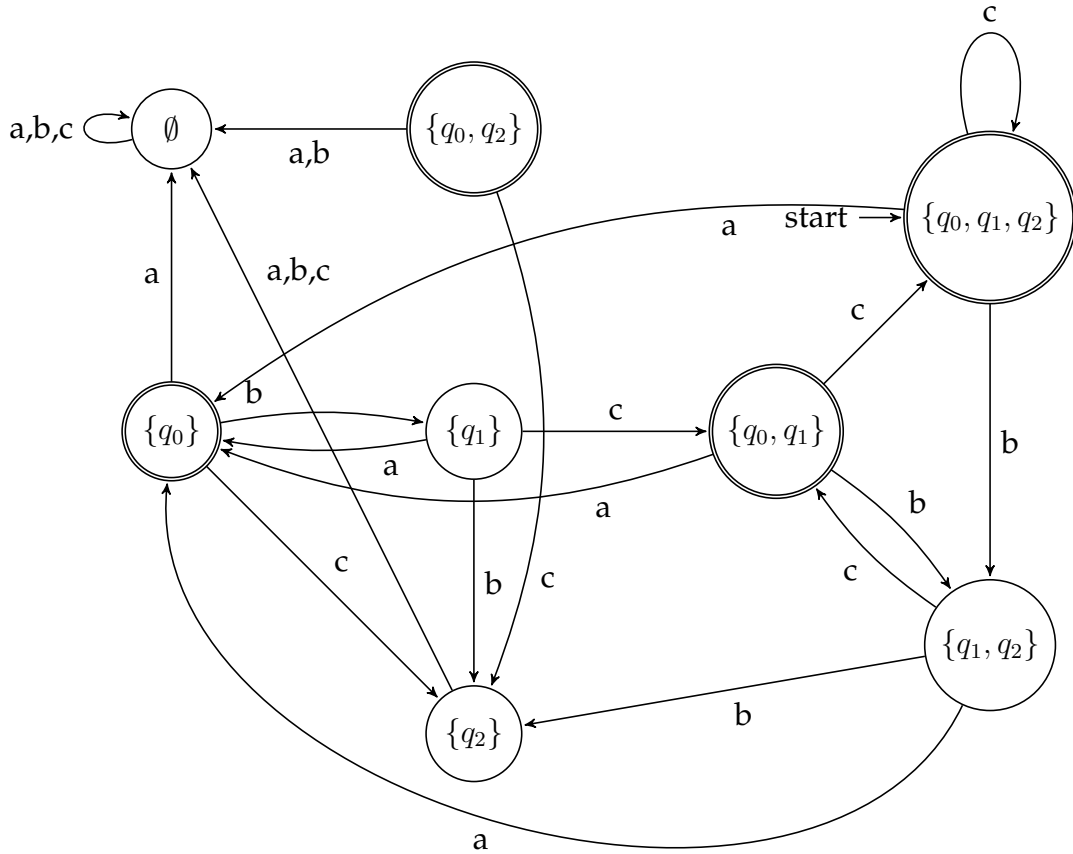 c
a,b,c
∅
{q₀, q₂}
a,b
start
{q₀, q₁, q₂}
a
a
a,b,c
c
b
{q₀}
{q₁}
c
{q₀, q₁}
b
a
a
b
c
b
c
c
{q₁, q₂}
{q₂}
b
a